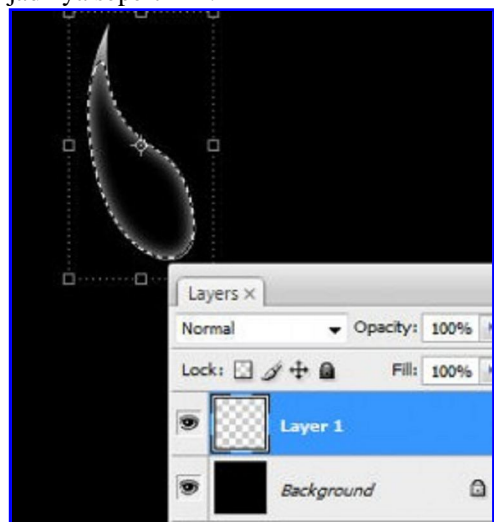 Layers ×
Normal Opacity: 100%
Lock: Fill: 100%
Layer 1
Background